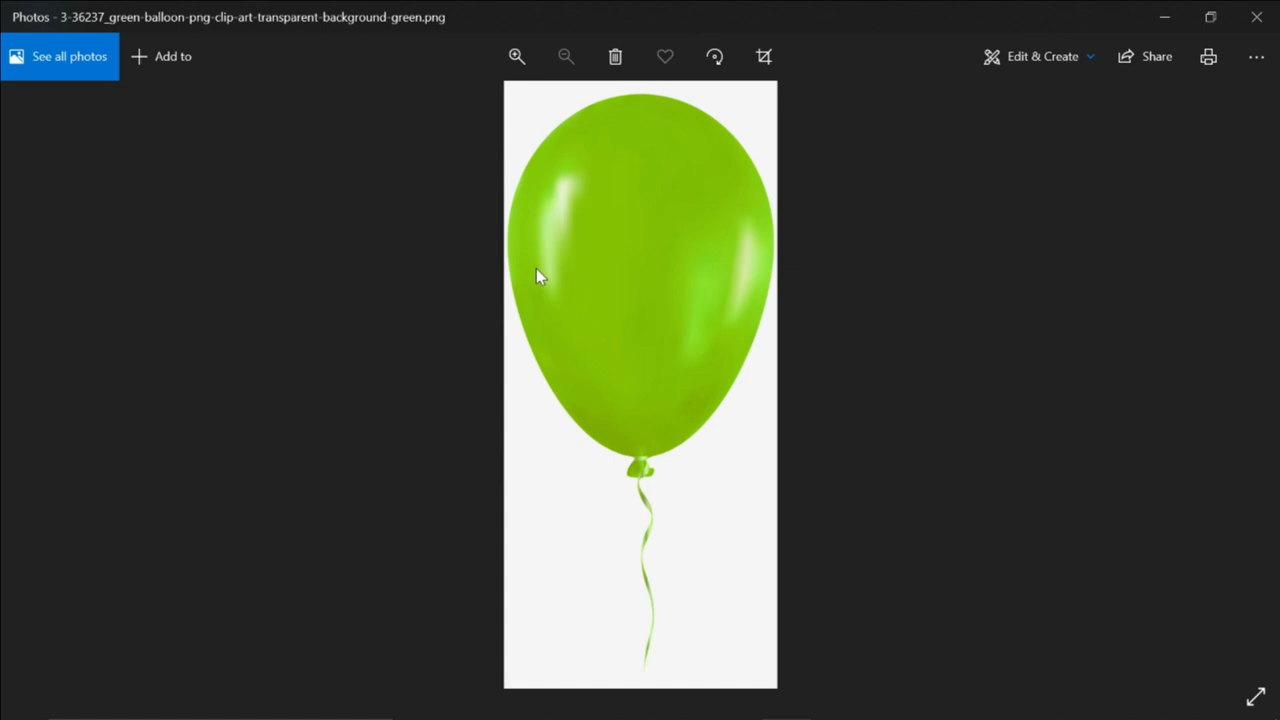 Photos - 3-36237_green-balloon-png-clip-art-transparent-background-green.png
See all photos
Add to
Edit & Create
Share